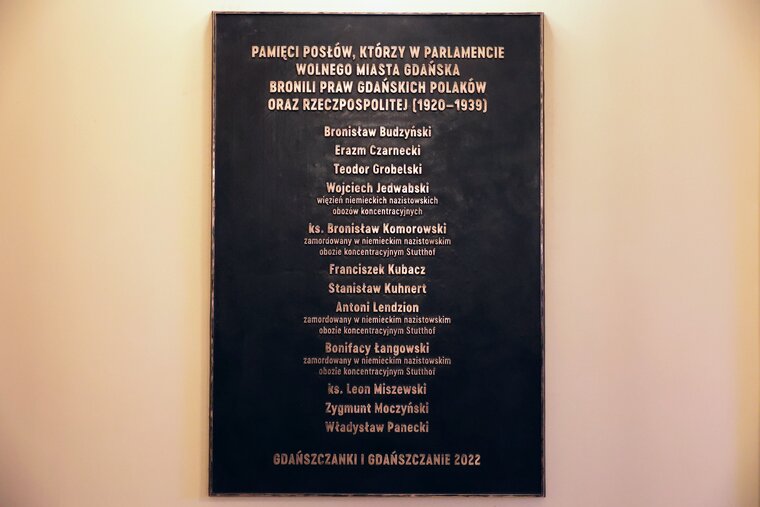 PAMIĘCI POSŁÓW, KTÓRZY W PARLAMENCIE
WOLNEGO MIASTA GDAŃSKA
BRONILI PRAW GDAŃSKICH POLAKÓW
ORAZ RZECZPOSPOLITEJ (1920–1939)
Bronisław Budzyński
Erazm Czarnecki
Teodor Grobelski
Wojciech Jedwabski
więzień niemieckich nazistowskich
obozów koncentracyjnych
ks. Bronisław Komorowski
zamordowany w niemieckim nazistowskim
obozie koncentracyjnym Stutthof
Franciszek Kubacz
Stanisław Kuhnert
Antoni Lendzion
zamordowany w niemieckim nazistowskim
obozie koncentracyjnym Stutthof
Bonifacy Łangowski
zamordowany w niemieckim nazistowskim
obozie koncentracyjnym Stutthof
ks. Leon Miszewski
Zygmunt Moczyński
Władysław Panecki
GDAŃSZCZANKI I GDAŃSZCZANIE 2022